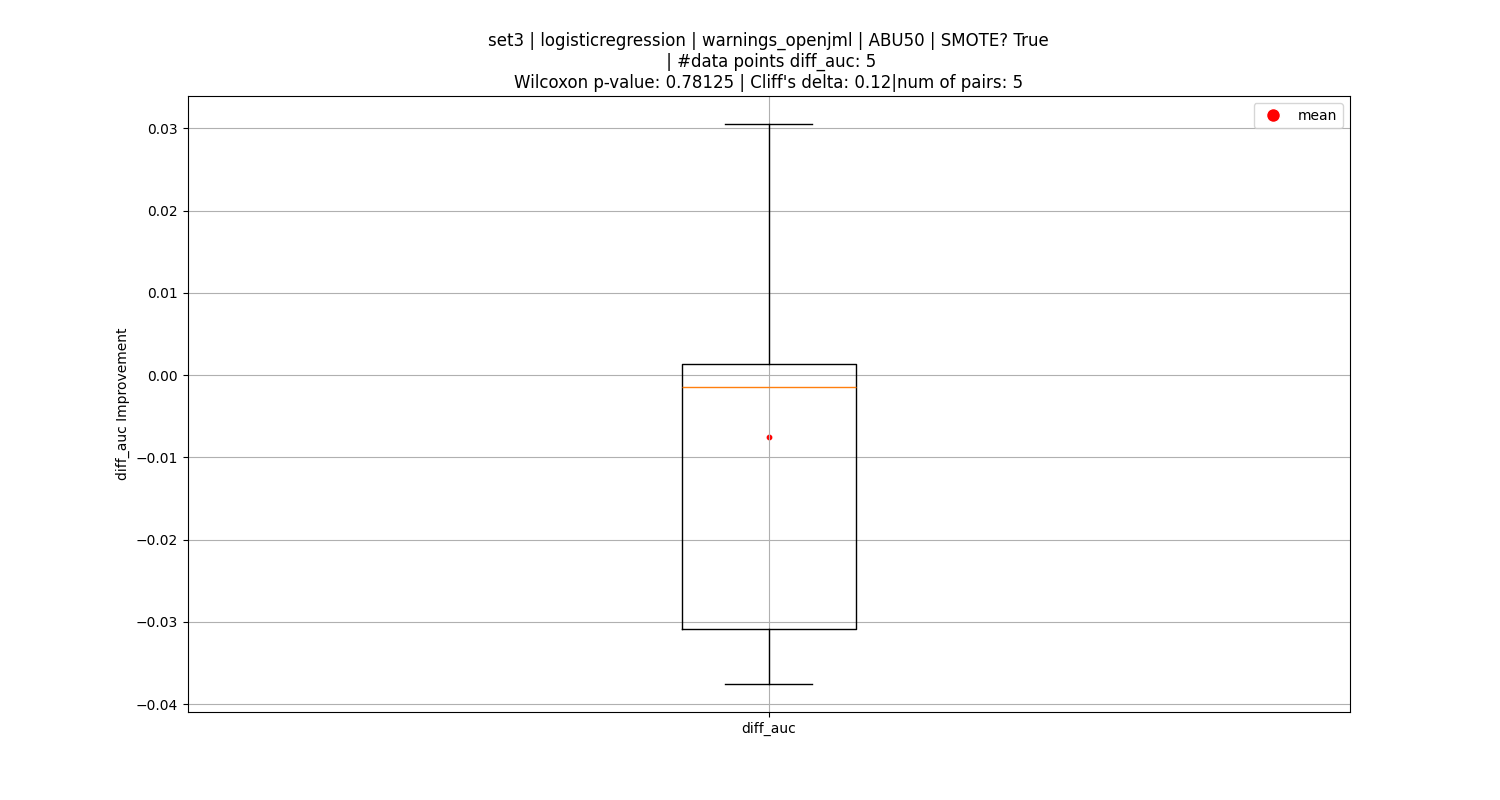 set3 | logisticregression | warnings_openjml | ABU50 | SMOTE? True
| #data points diff_auc: 5
Wilcoxon p-value: 0.78125 | Cliff's delta: 0.12|num of pairs: 5
mean
0.03
0.02
0.01
0.00
−0.01
−0.02
−0.03
−0.04
diff_auc Improvement
diff_auc